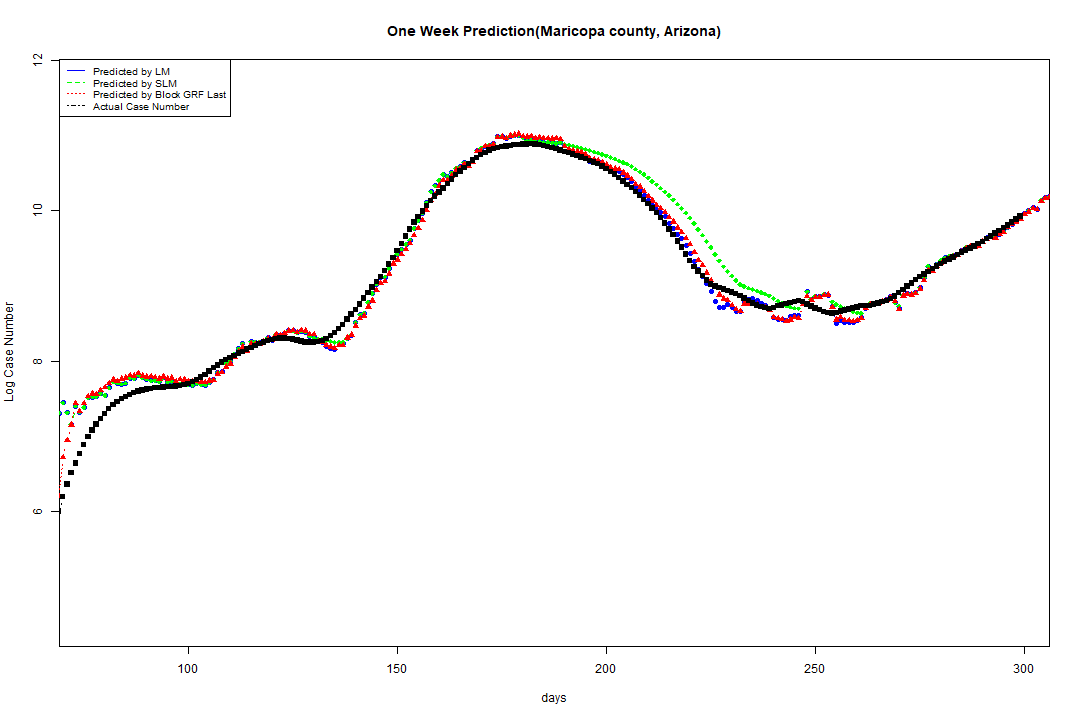 One Week Prediction(Maricopa county, Arizona)
Predicted by LM
Predicted by SLM
Predicted by Block GRF Last
Actual Case Number
12
10
8
6
Log Case Number
100 150 200 250 300
days